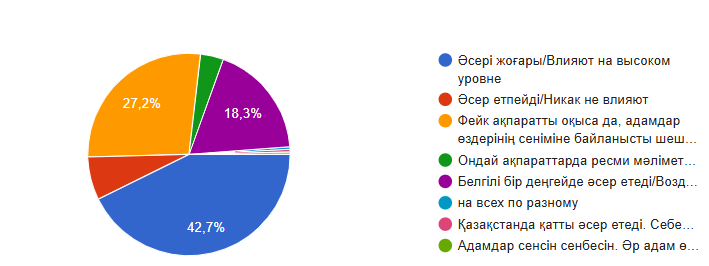 27,2%
18,3%
42,7%
Әсері жоғары/Влияют на высоком
уровне
Әсер етпейді/Никак не влияют
Фейк ақпаратты оқыса да, адамдар
өздерінің сеніміне байланысты шеш…
Ондай ақпараттарда ресми мәлімет…
Белгілі бір деңгейде әсер етеді/Возд…
на всех по разному
Қазақстанда қатты әсер етеді. Себе…
Адамдар сенсін сенбесін. Әр адам ө…